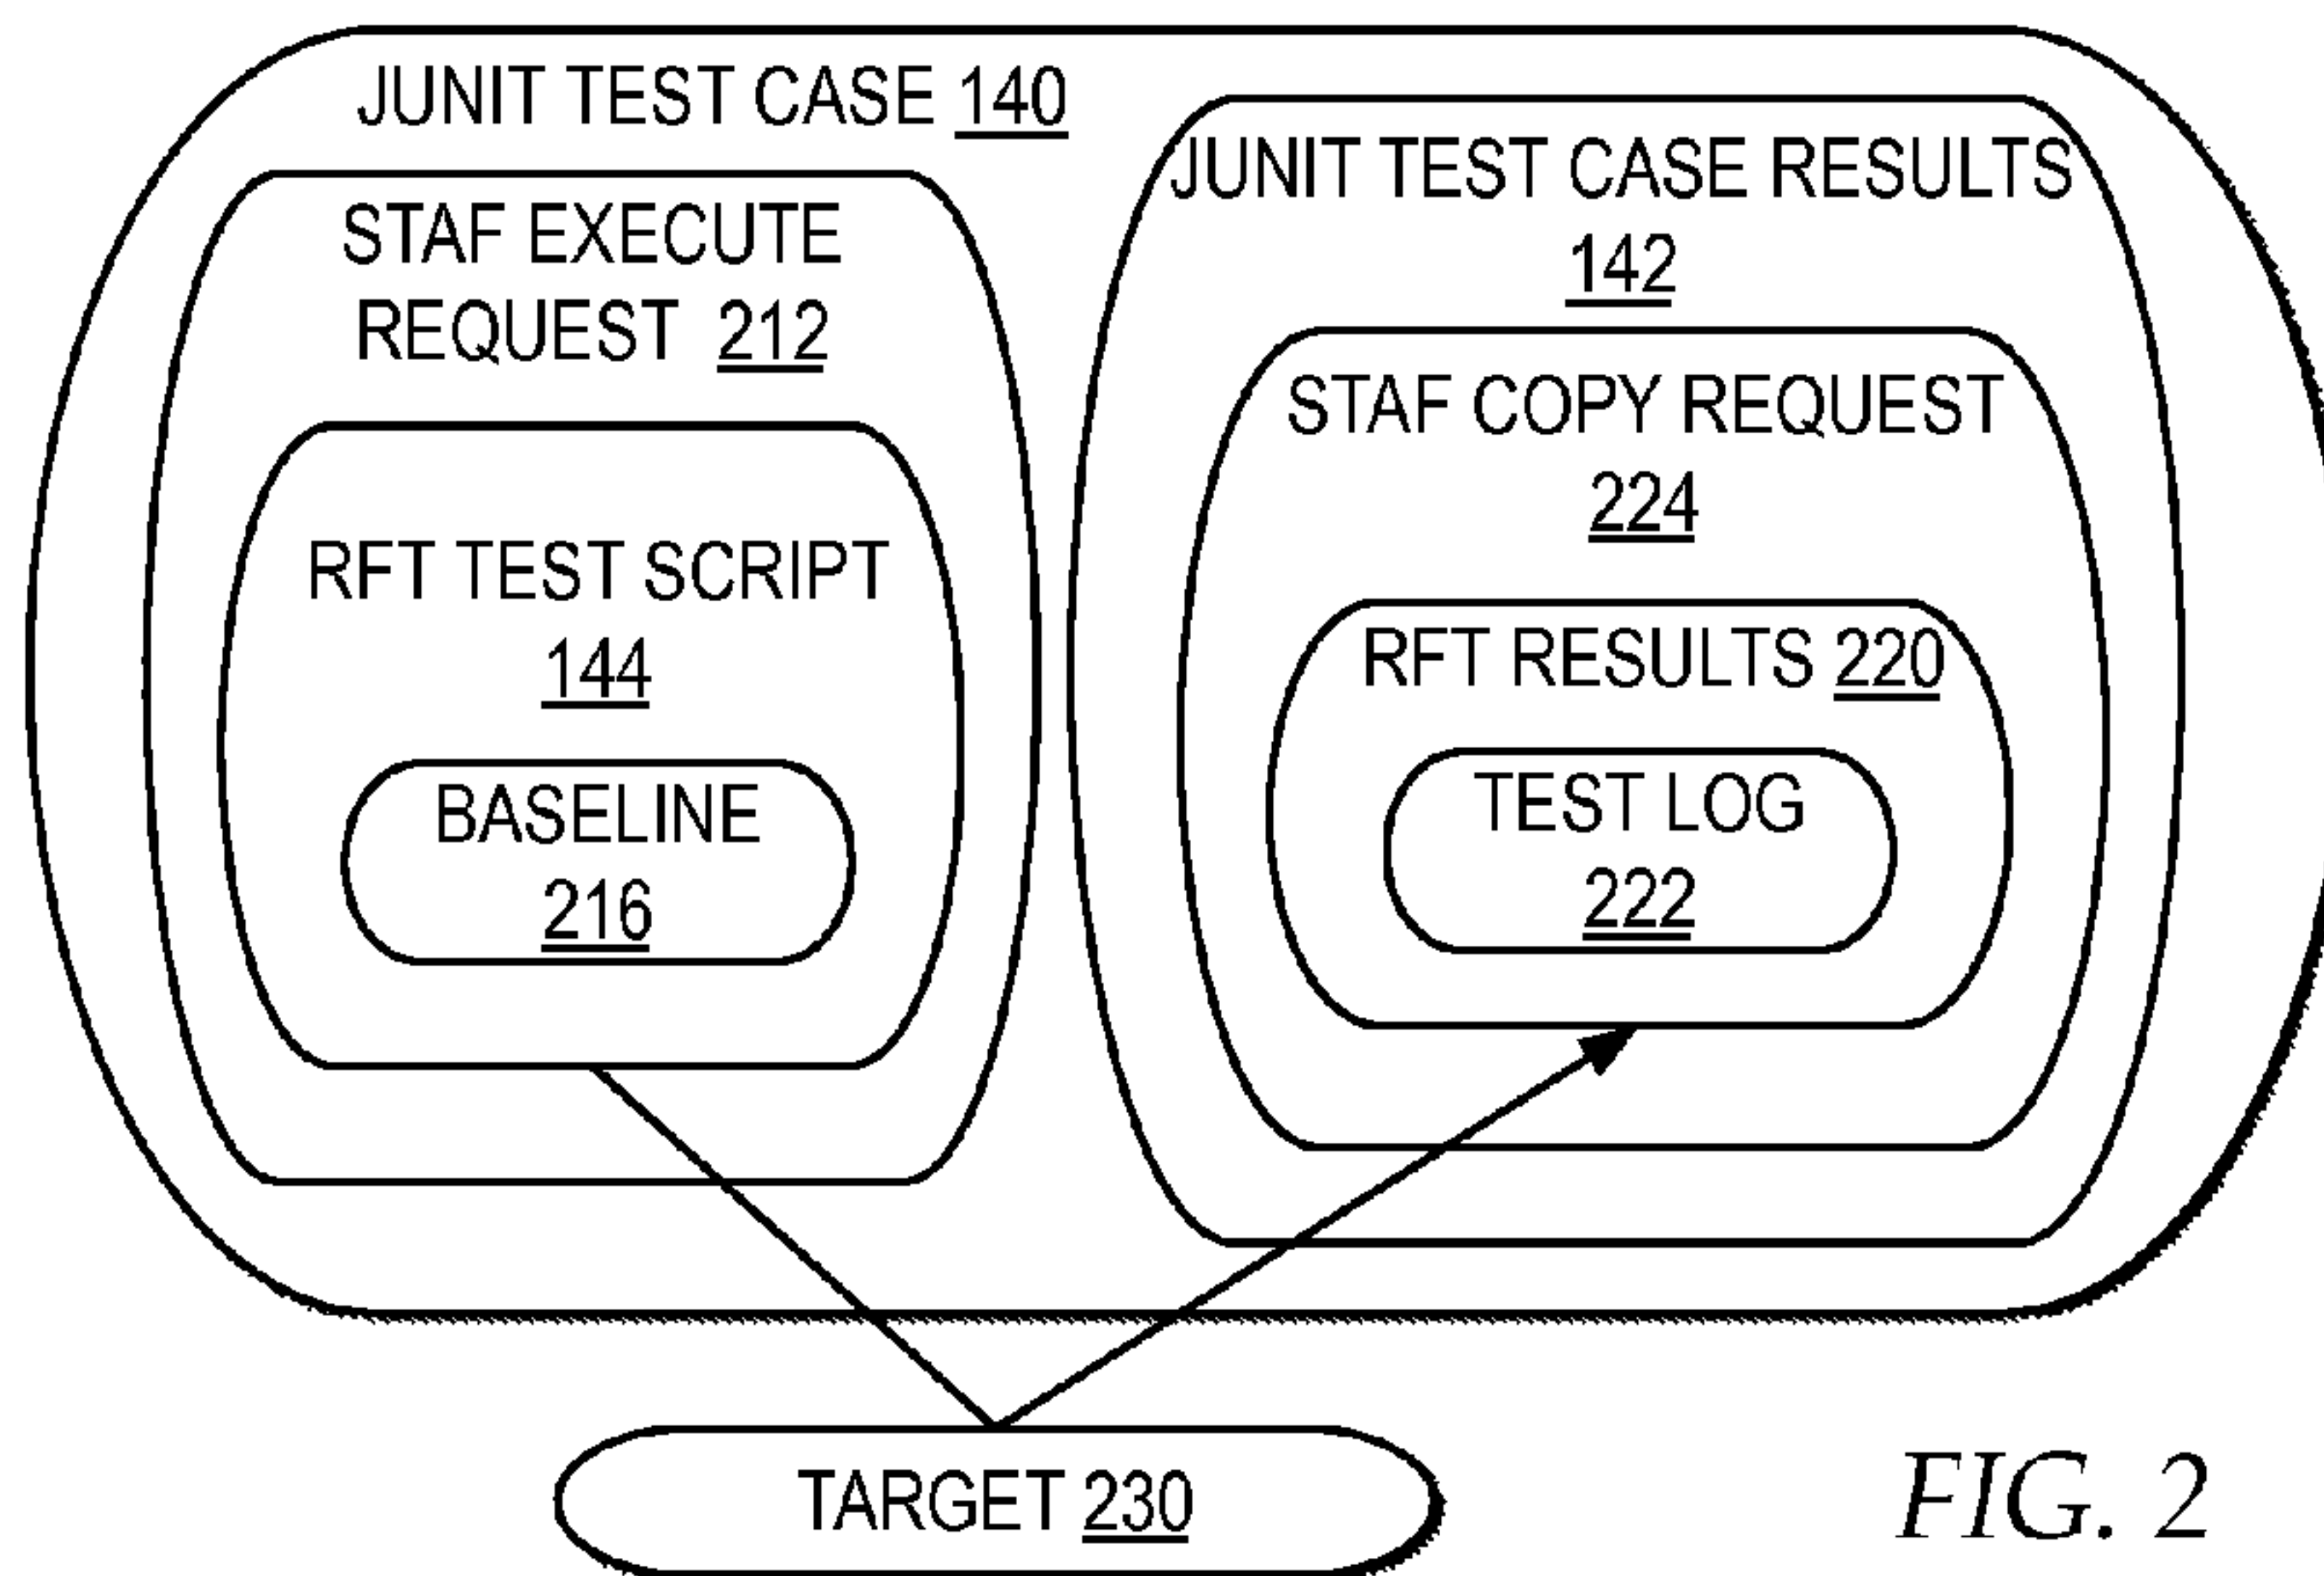 JUNIT TEST CASE 140
STAF EXECUTE
REQUEST 212
RFT TEST SCRIPT
144
BASELINE
216
JUNIT TEST CASE RESULTS
142
STAF COPY REQUEST
224
RFT RESULTS 220
TEST LOG
222
TARGET 230
FIG. 2